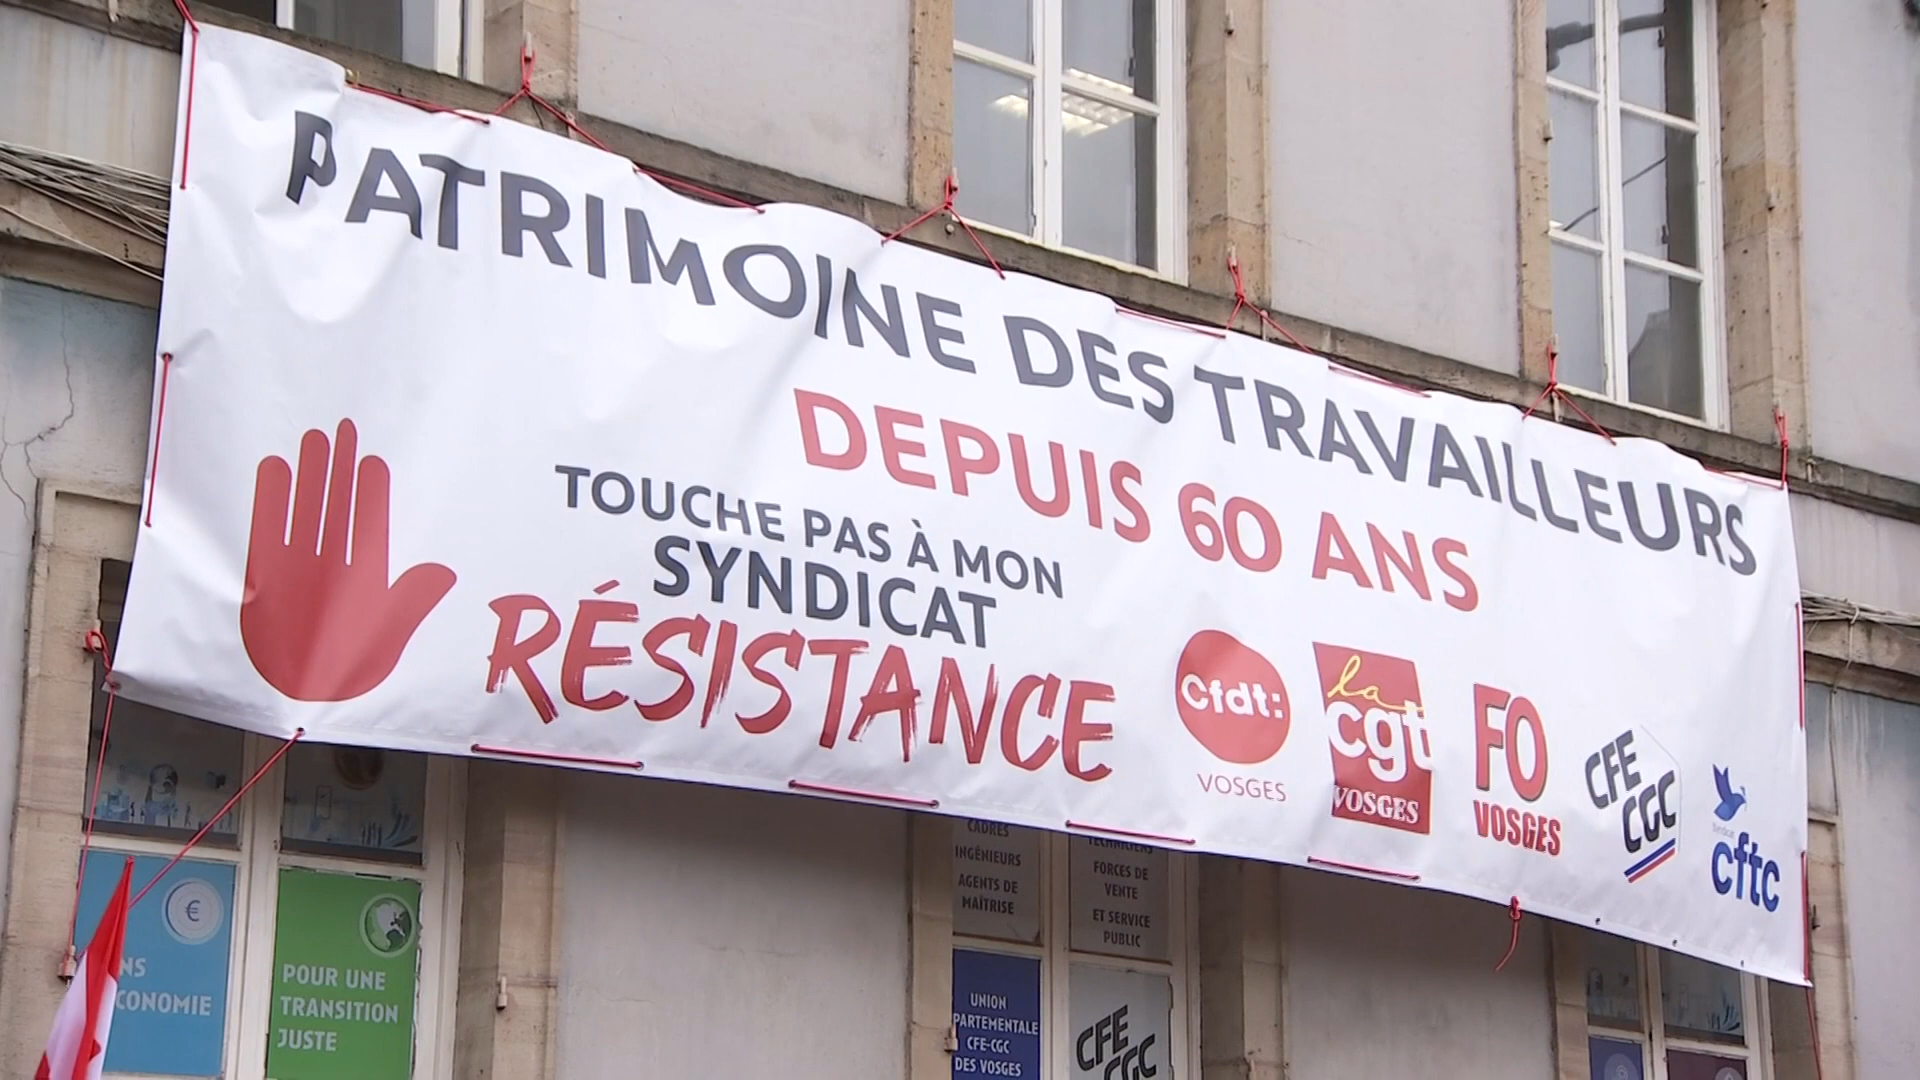 PATRIMOINE DES TRAVAILLEURS
DEPUIS 60 ANS
TOUCHE PAS À MON
SYNDICAT
RÉSISTANCE
Cfdt:
VOSGES
la
cgt
VOSGES
FO
VOSGES
CFE
CGC
Syndicat
cftc
POUR UNE
TRANSITION
JUSTE
€
CADRES
INGÉNIEURS
AGENTS DE
MAÎTRISE
TECHNICIENS
FORCES DE
VENTE
ET SERVICE
PUBLIC
UNION
PARTEMENTALE
CFE-CGC
DES VOSGES
CFE
CGC